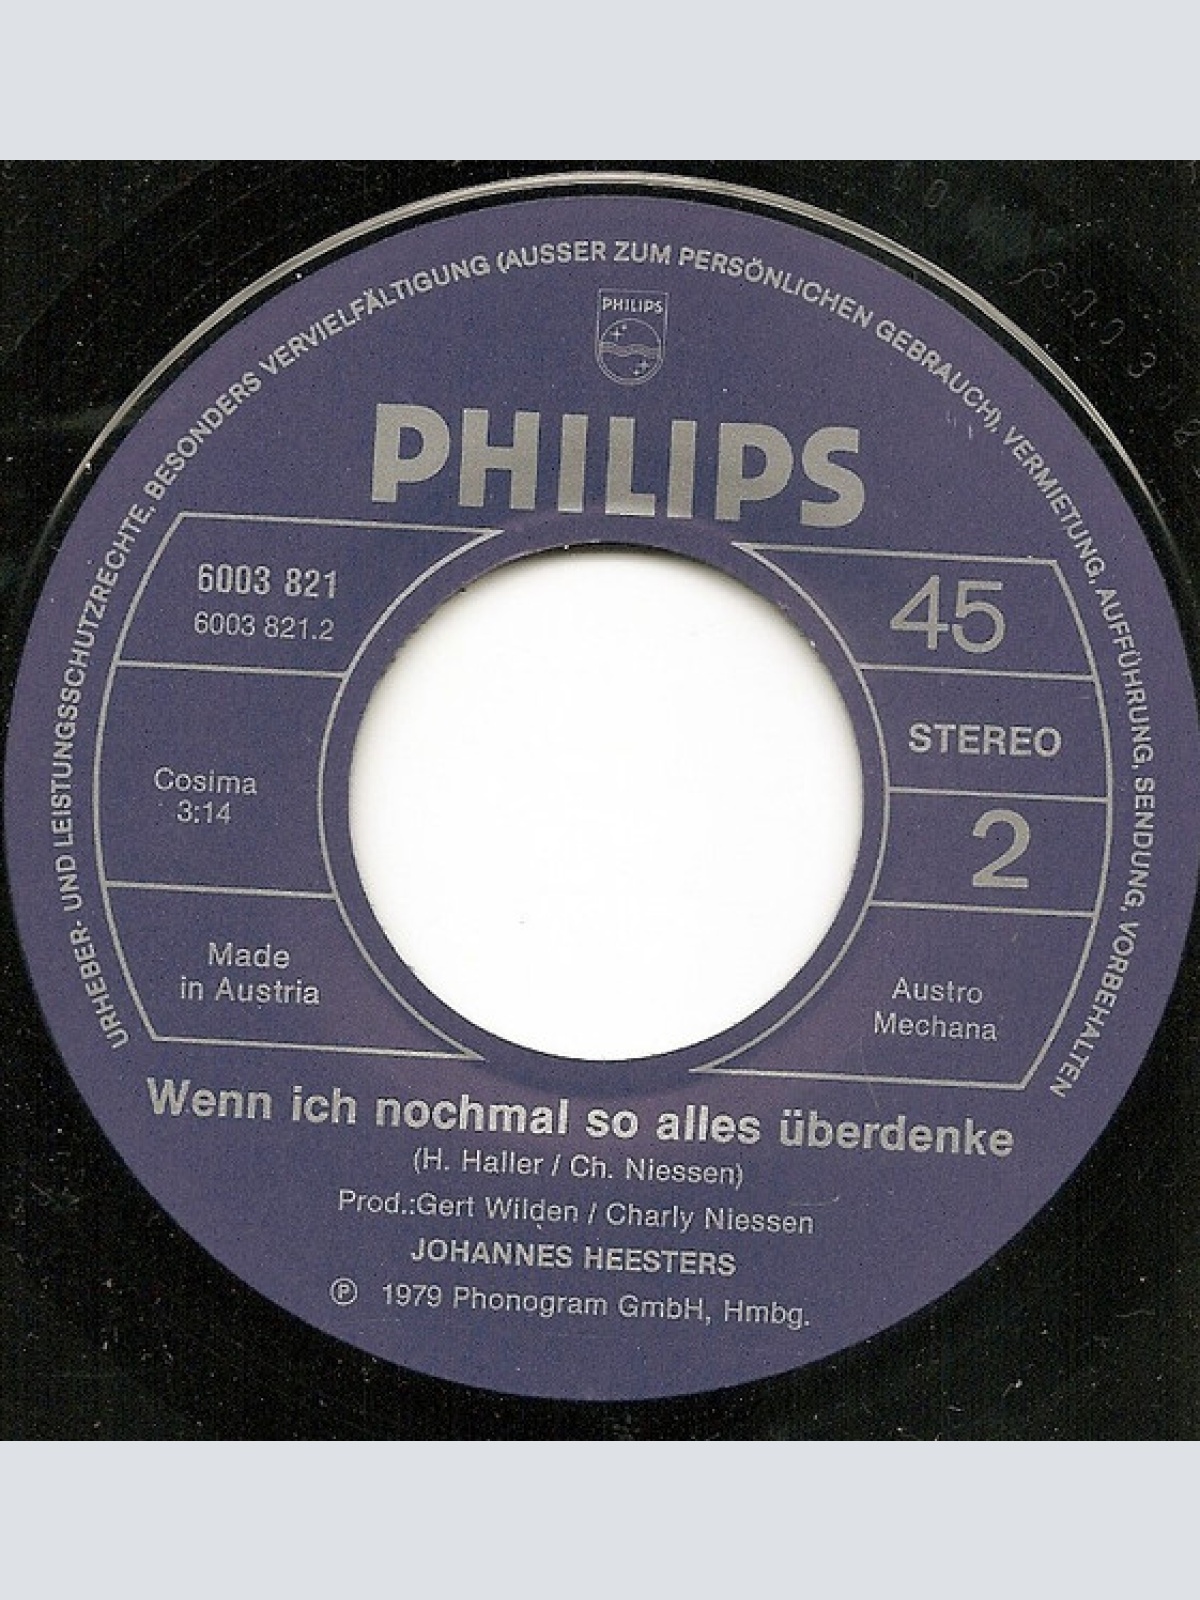 URHEBER- UND LEISTUNGSSCHUTZRECHTE, BESONDERS VERVIELFÄLTIGUNG (AUSSER ZUM PERSÖNLICHEN GEBRAUCH), VERMIETUNG, AUFFÜHRUNG, SENDUNG, VORBEHALTEN
PHILIPS
PHILIPS
6003 821
6003 821.2
Cosima
3:14
Made
in Austria
45
STEREO
2
Austro
Mechana
Wenn ich nochmal so alles überdenke
(H. Haller / Ch. Niessen)
Prod.:Gert Wilden / Charly Niessen
JOHANNES HEESTERS
Ⓟ 1979 Phonogram GmbH, Hmbg.